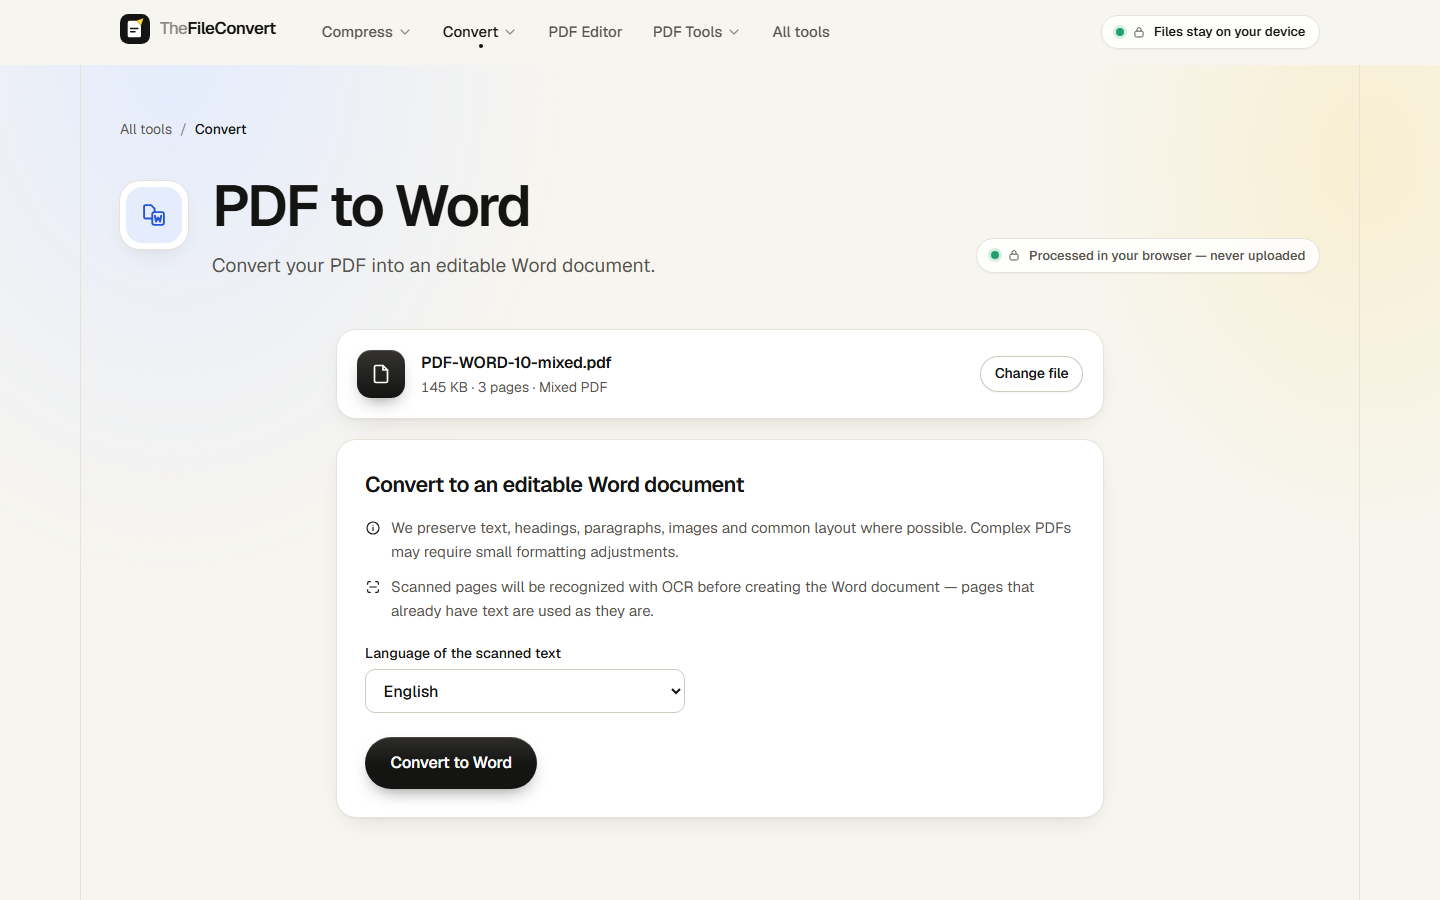 TheFileConvert
Compress
Convert
PDF Editor
PDF Tools
All tools
Files stay on your device
All tools / Convert
PDF to Word
Convert your PDF into an editable Word document.
Processed in your browser — never uploaded
PDF-WORD-10-mixed.pdf
145 KB · 3 pages · Mixed PDF
Change file
Convert to an editable Word document
We preserve text, headings, paragraphs, images and common layout where possible. Complex PDFs
may require small formatting adjustments.
Scanned pages will be recognized with OCR before creating the Word document — pages that
already have text are used as they are.
Language of the scanned text
English
Convert to Word